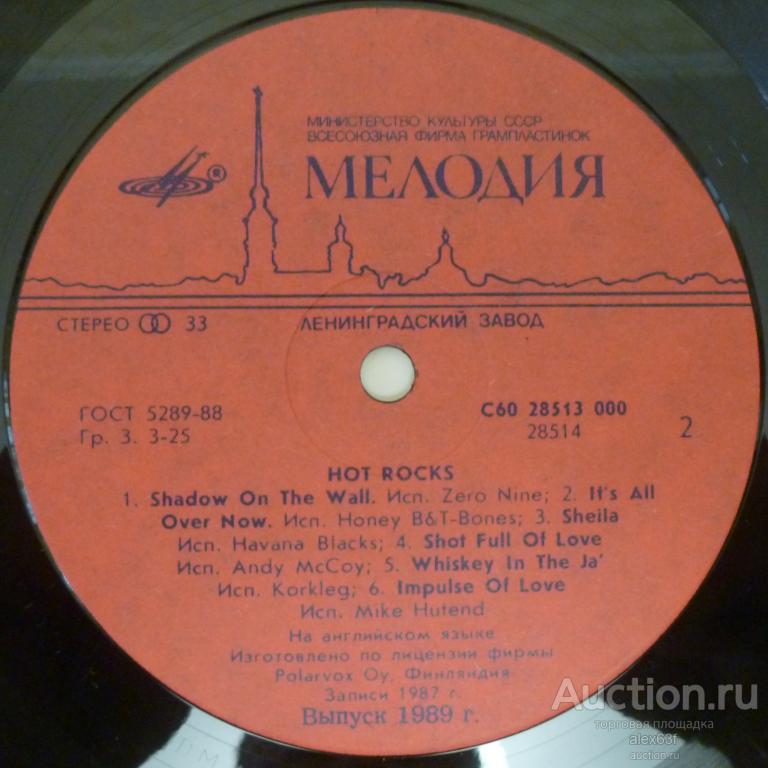 МИНИСТЕРСТВО КУЛЬТУРЫ СССР
ВСЕСОЮЗНАЯ ФИРМА ГРАМПЛАСТИНОК
МЕЛОДИЯ
®
СТЕРЕО 33 ЛЕНИНГРАДСКИЙ ЗАВОД
ГОСТ 5289-88 С60 28513 000
Гр. 3. 3-25 28514 2
HOT ROCKS
1. Shadow On The Wall. Исп. Zero Nine; 2. It's All
Over Now. Исп. Honey B&T-Bones; 3. Sheila
Исп. Havana Blacks; 4. Shot Full Of Love
Исп. Andy McCoy; 5. Whiskey In The Ja'
Исп. Korkleg; 6. Impulse Of Love
Исп. Mike Hutend
На английском языке
Изготовлено по лицензии фирмы
Polarvox Oy, Финляндия
Записи 1987 г.
Выпуск 1989 г.
Auction.ru
торговая площадка
alex63f
auction.ru